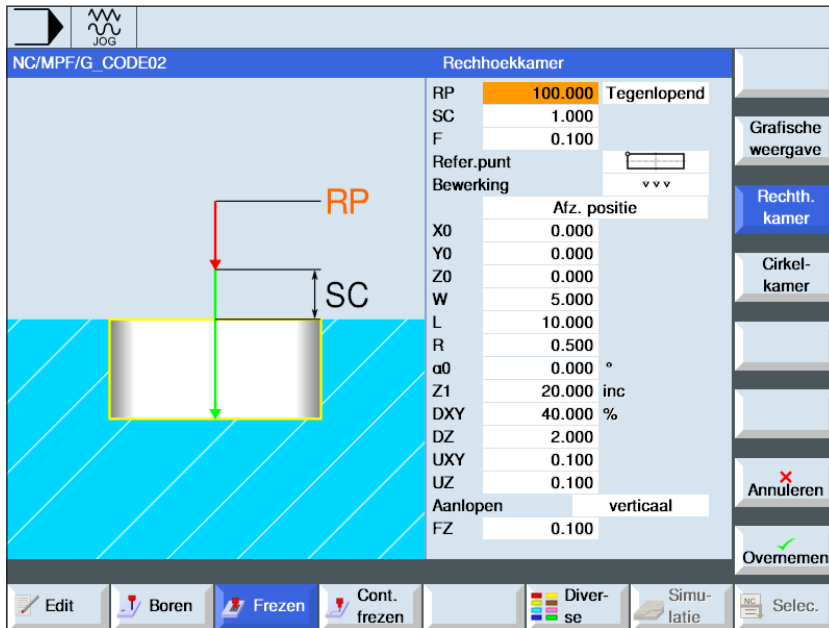 JOG
NC/MPF/G_CODE02
Rechhoekkamer
RP 100.000 Tegenlopend
SC 1.000
F 0.100
Refer.punt
Bewerking ▿▿▿
Afz. positie
X0 0.000
Y0 0.000
Z0 0.000
W 5.000
L 10.000
R 0.500
α0 0.000 °
Z1 20.000 inc
DXY 40.000 %
DZ 2.000
UXY 0.100
UZ 0.100
Aanlopen verticaal
FZ 0.100
RP
SC
Grafische
weergave
Rechth.
kamer
Cirkel-
kamer
Annuleren
Overnemen
Edit
Boren
Frezen
Cont.
frezen
Diver-
se
Simu-
latie
NC
Selec.